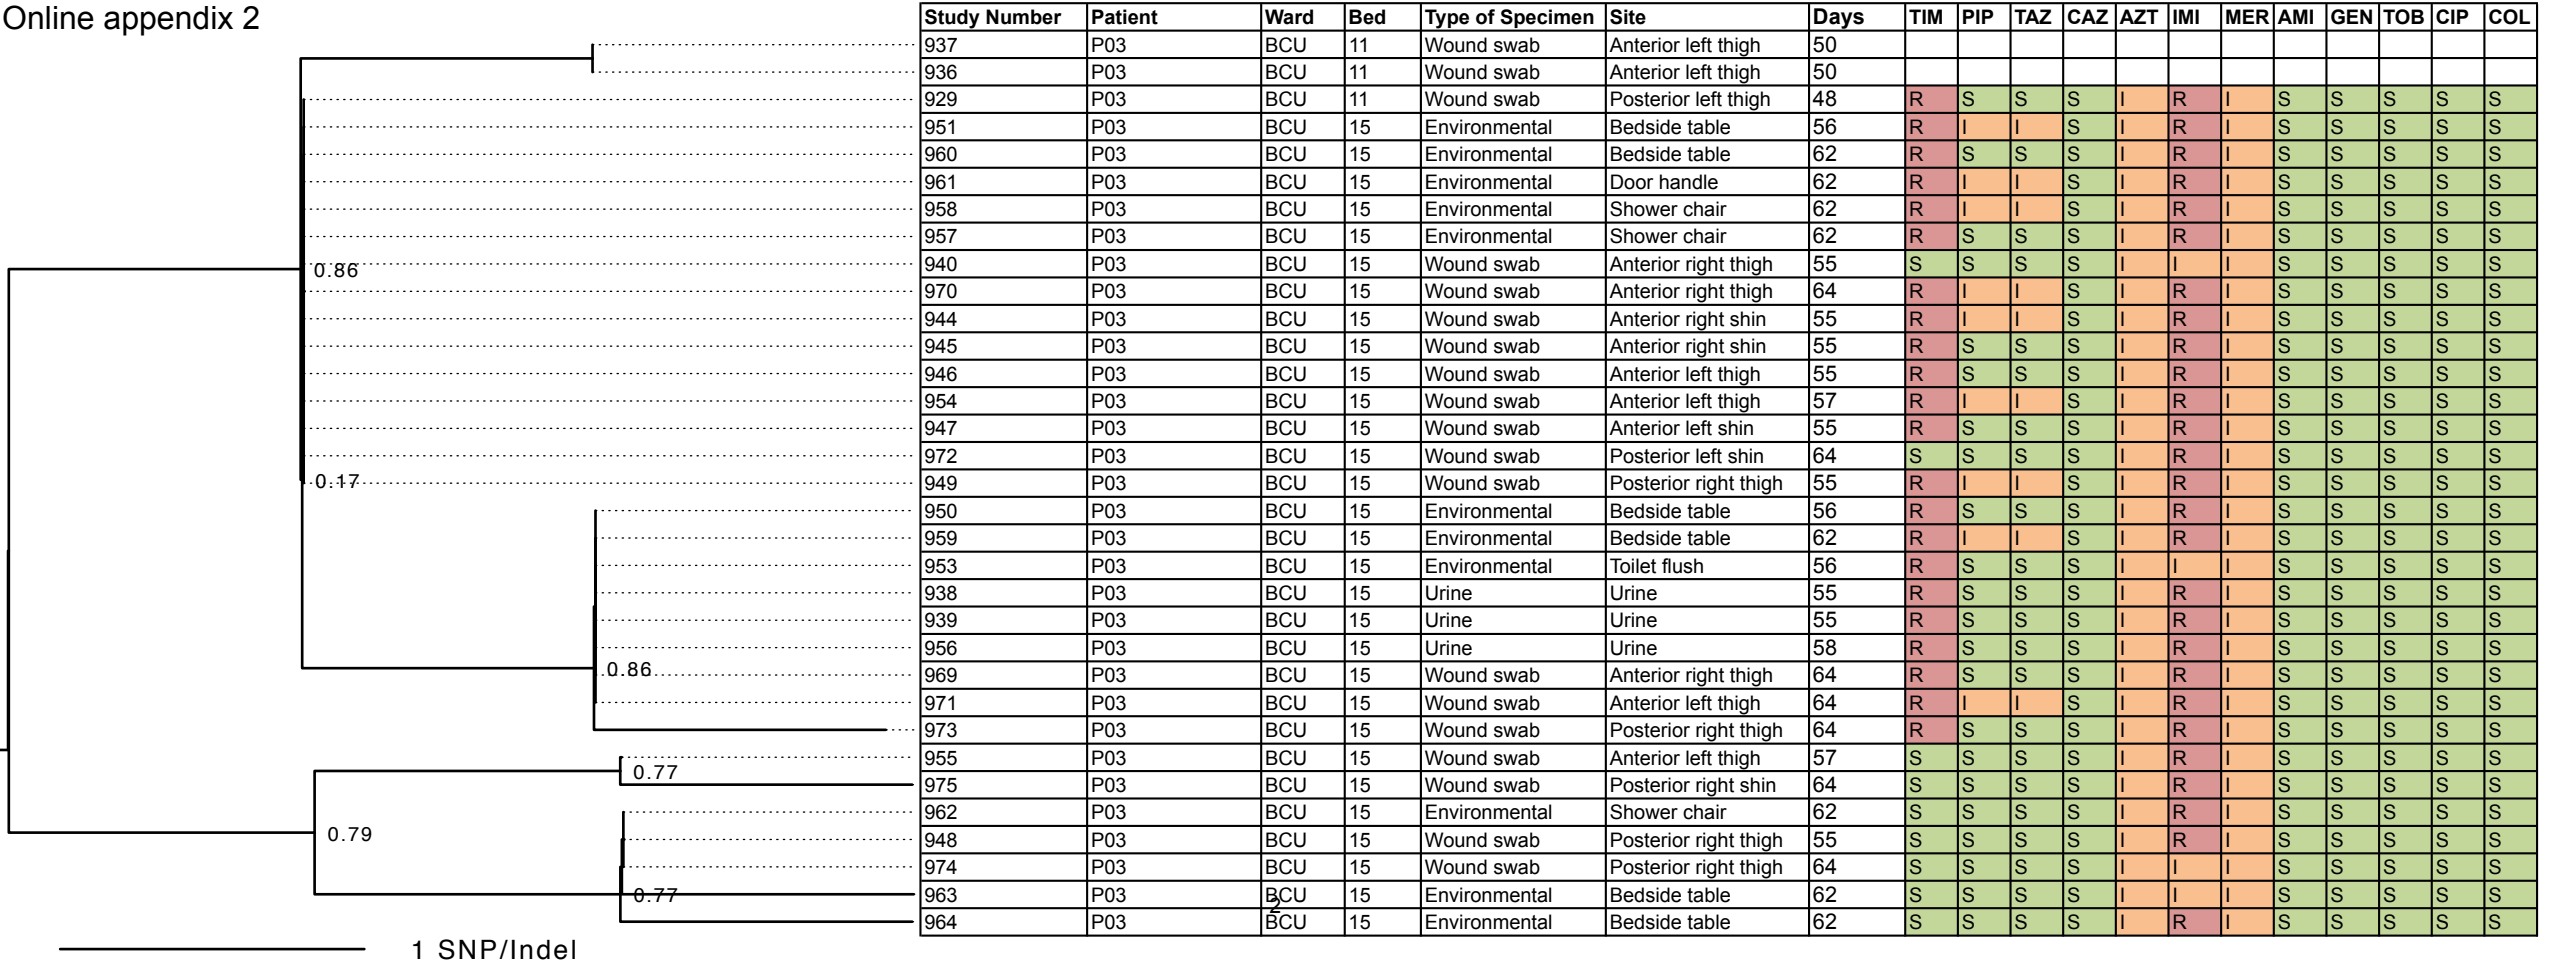 Online appendix 2
Study Number Patient Ward Bed Type of Specimen Site Days TIM PIP TAZ CAZ AZT IMI MER AMI GEN TOB CIP COL
937 P03 BCU 11 Wound swab Anterior left thigh 50
936 P03 BCU 11 Wound swab Anterior left thigh 50
929 P03 BCU 11 Wound swab Posterior left thigh 48 R S S S I R I S S S S S
951 P03 BCU 15 Environmental Bedside table 56 R I I S I R I S S S S S
960 P03 BCU 15 Environmental Bedside table 62 R S S S I R I S S S S S
961 P03 BCU 15 Environmental Door handle 62 R I I S I R I S S S S S
958 P03 BCU 15 Environmental Shower chair 62 R I I S I R I S S S S S
957 P03 BCU 15 Environmental Shower chair 62 R S S S I R I S S S S S
940 P03 BCU 15 Wound swab Anterior right thigh 55 S S S S I I I S S S S S
0.86
970 P03 BCU 15 Wound swab Anterior right thigh 64 R I I S I R I S S S S S
944 P03 BCU 15 Wound swab Anterior right shin 55 R I I S I R I S S S S S
945 P03 BCU 15 Wound swab Anterior right shin 55 R S S S I R I S S S S S
946 P03 BCU 15 Wound swab Anterior left thigh 55 R S S S I R I S S S S S
954 P03 BCU 15 Wound swab Anterior left thigh 57 R I I S I R I S S S S S
947 P03 BCU 15 Wound swab Anterior left shin 55 R S S S I R I S S S S S
972 P03 BCU 15 Wound swab Posterior left shin 64 S S S S I R I S S S S S
0.17
949 P03 BCU 15 Wound swab Posterior right thigh 55 R I I S I R I S S S S S
950 P03 BCU 15 Environmental Bedside table 56 R S S S I R I S S S S S
959 P03 BCU 15 Environmental Bedside table 62 R I I S I R I S S S S S
953 P03 BCU 15 Environmental Toilet flush 56 R S S S I I I S S S S S
938 P03 BCU 15 Urine Urine 55 R S S S I R I S S S S S
939 P03 BCU 15 Urine Urine 55 R S S S I R I S S S S S
956 P03 BCU 15 Urine Urine 58 R S S S I R I S S S S S
0.86
969 P03 BCU 15 Wound swab Anterior right thigh 64 R S S S I R I S S S S S
971 P03 BCU 15 Wound swab Anterior left thigh 64 R I I S I R I S S S S S
973 P03 BCU 15 Wound swab Posterior right thigh 64 R S S S I R I S S S S S
955 P03 BCU 15 Wound swab Anterior left thigh 57 S S S S I R I S S S S S
0.77
975 P03 BCU 15 Wound swab Posterior right shin 64 S S S S I R I S S S S S
962 P03 BCU 15 Environmental Shower chair 62 S S S S I R I S S S S S
0.79
948 P03 BCU 15 Wound swab Posterior right thigh 55 S S S S I R I S S S S S
974 P03 BCU 15 Wound swab Posterior right thigh 64 S S S S I I I S S S S S
0.77
963 P03 BCU 15 Environmental Bedside table 62 S S S S I I I S S S S S
2
964 P03 BCU 15 Environmental Bedside table 62 S S S S I R I S S S S S
1 SNP/Indel